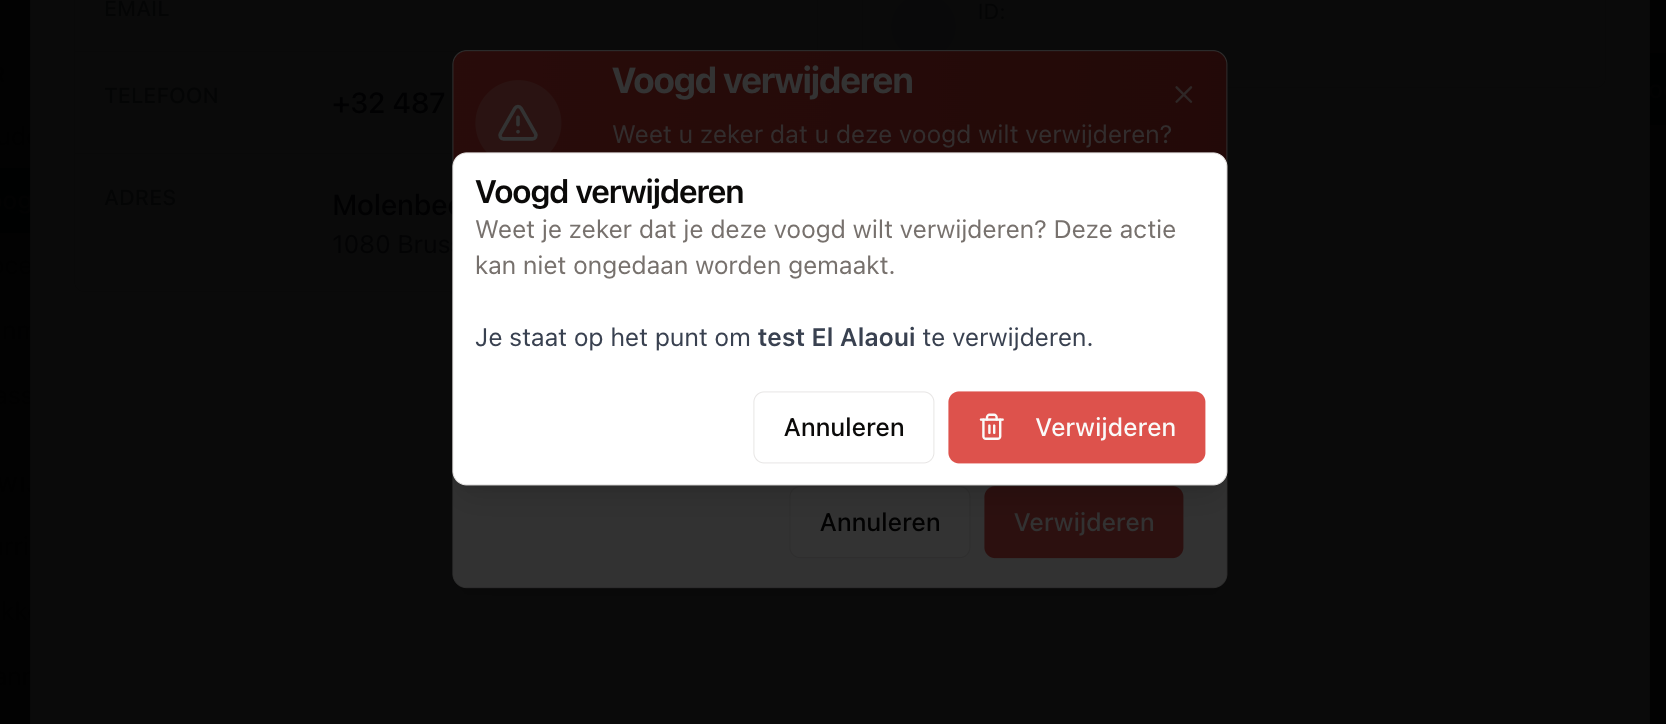 EMAIL
ID:
TELEFOON
+32 487
ADRES
Molenbee
1080 Brus
Voogd verwijderen
Weet u zeker dat u deze voogd wilt verwijderen?
Voogd verwijderen
Weet je zeker dat je deze voogd wilt verwijderen? Deze actie
kan niet ongedaan worden gemaakt.
Je staat op het punt om test El Alaoui te verwijderen.
Annuleren
Verwijderen
Annuleren
Verwijderen